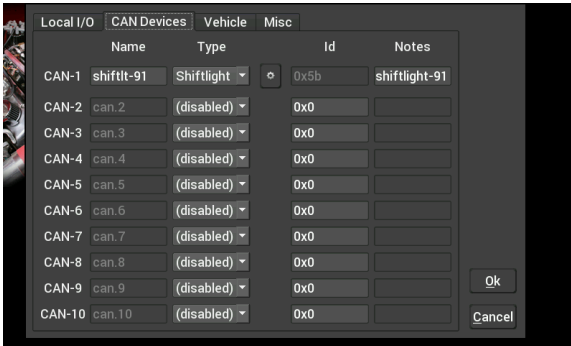 Local I/O CAN Devices Vehicle Misc
Name Type Id Notes
CAN-1 shiftlt-91 Shiftlight 0x5b shiftlight-91
CAN-2 can.2 (disabled) 0x0
CAN-3 can.3 (disabled) 0x0
CAN-4 can.4 (disabled) 0x0
CAN-5 can.5 (disabled) 0x0
CAN-6 can.6 (disabled) 0x0
CAN-7 can.7 (disabled) 0x0
CAN-8 can.8 (disabled) 0x0
CAN-9 can.9 (disabled) 0x0
CAN-10 can.10 (disabled) 0x0
Ok
Cancel